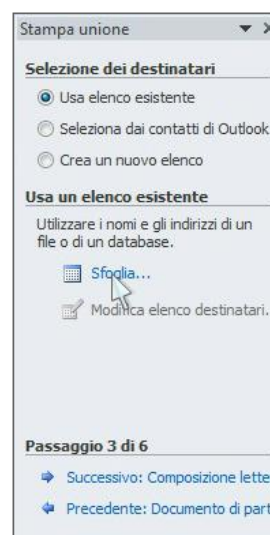 Stampa unione
Selezione dei destinatari
Usa elenco esistente
Seleziona dai contatti di Outlook
Crea un nuovo elenco
Usa un elenco esistente
Utilizzare i nomi e gli indirizzi di un
file o di un database.
Sfoglia...
Modifica elenco destinatari.
Passaggio 3 di 6
Successivo: Composizione lette
Precedente: Documento di part